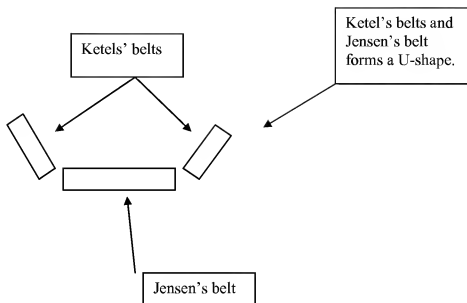 Ketel's belts and
Jensen's belt
forms a U-shape.
Ketels' belts
Jensen's belt